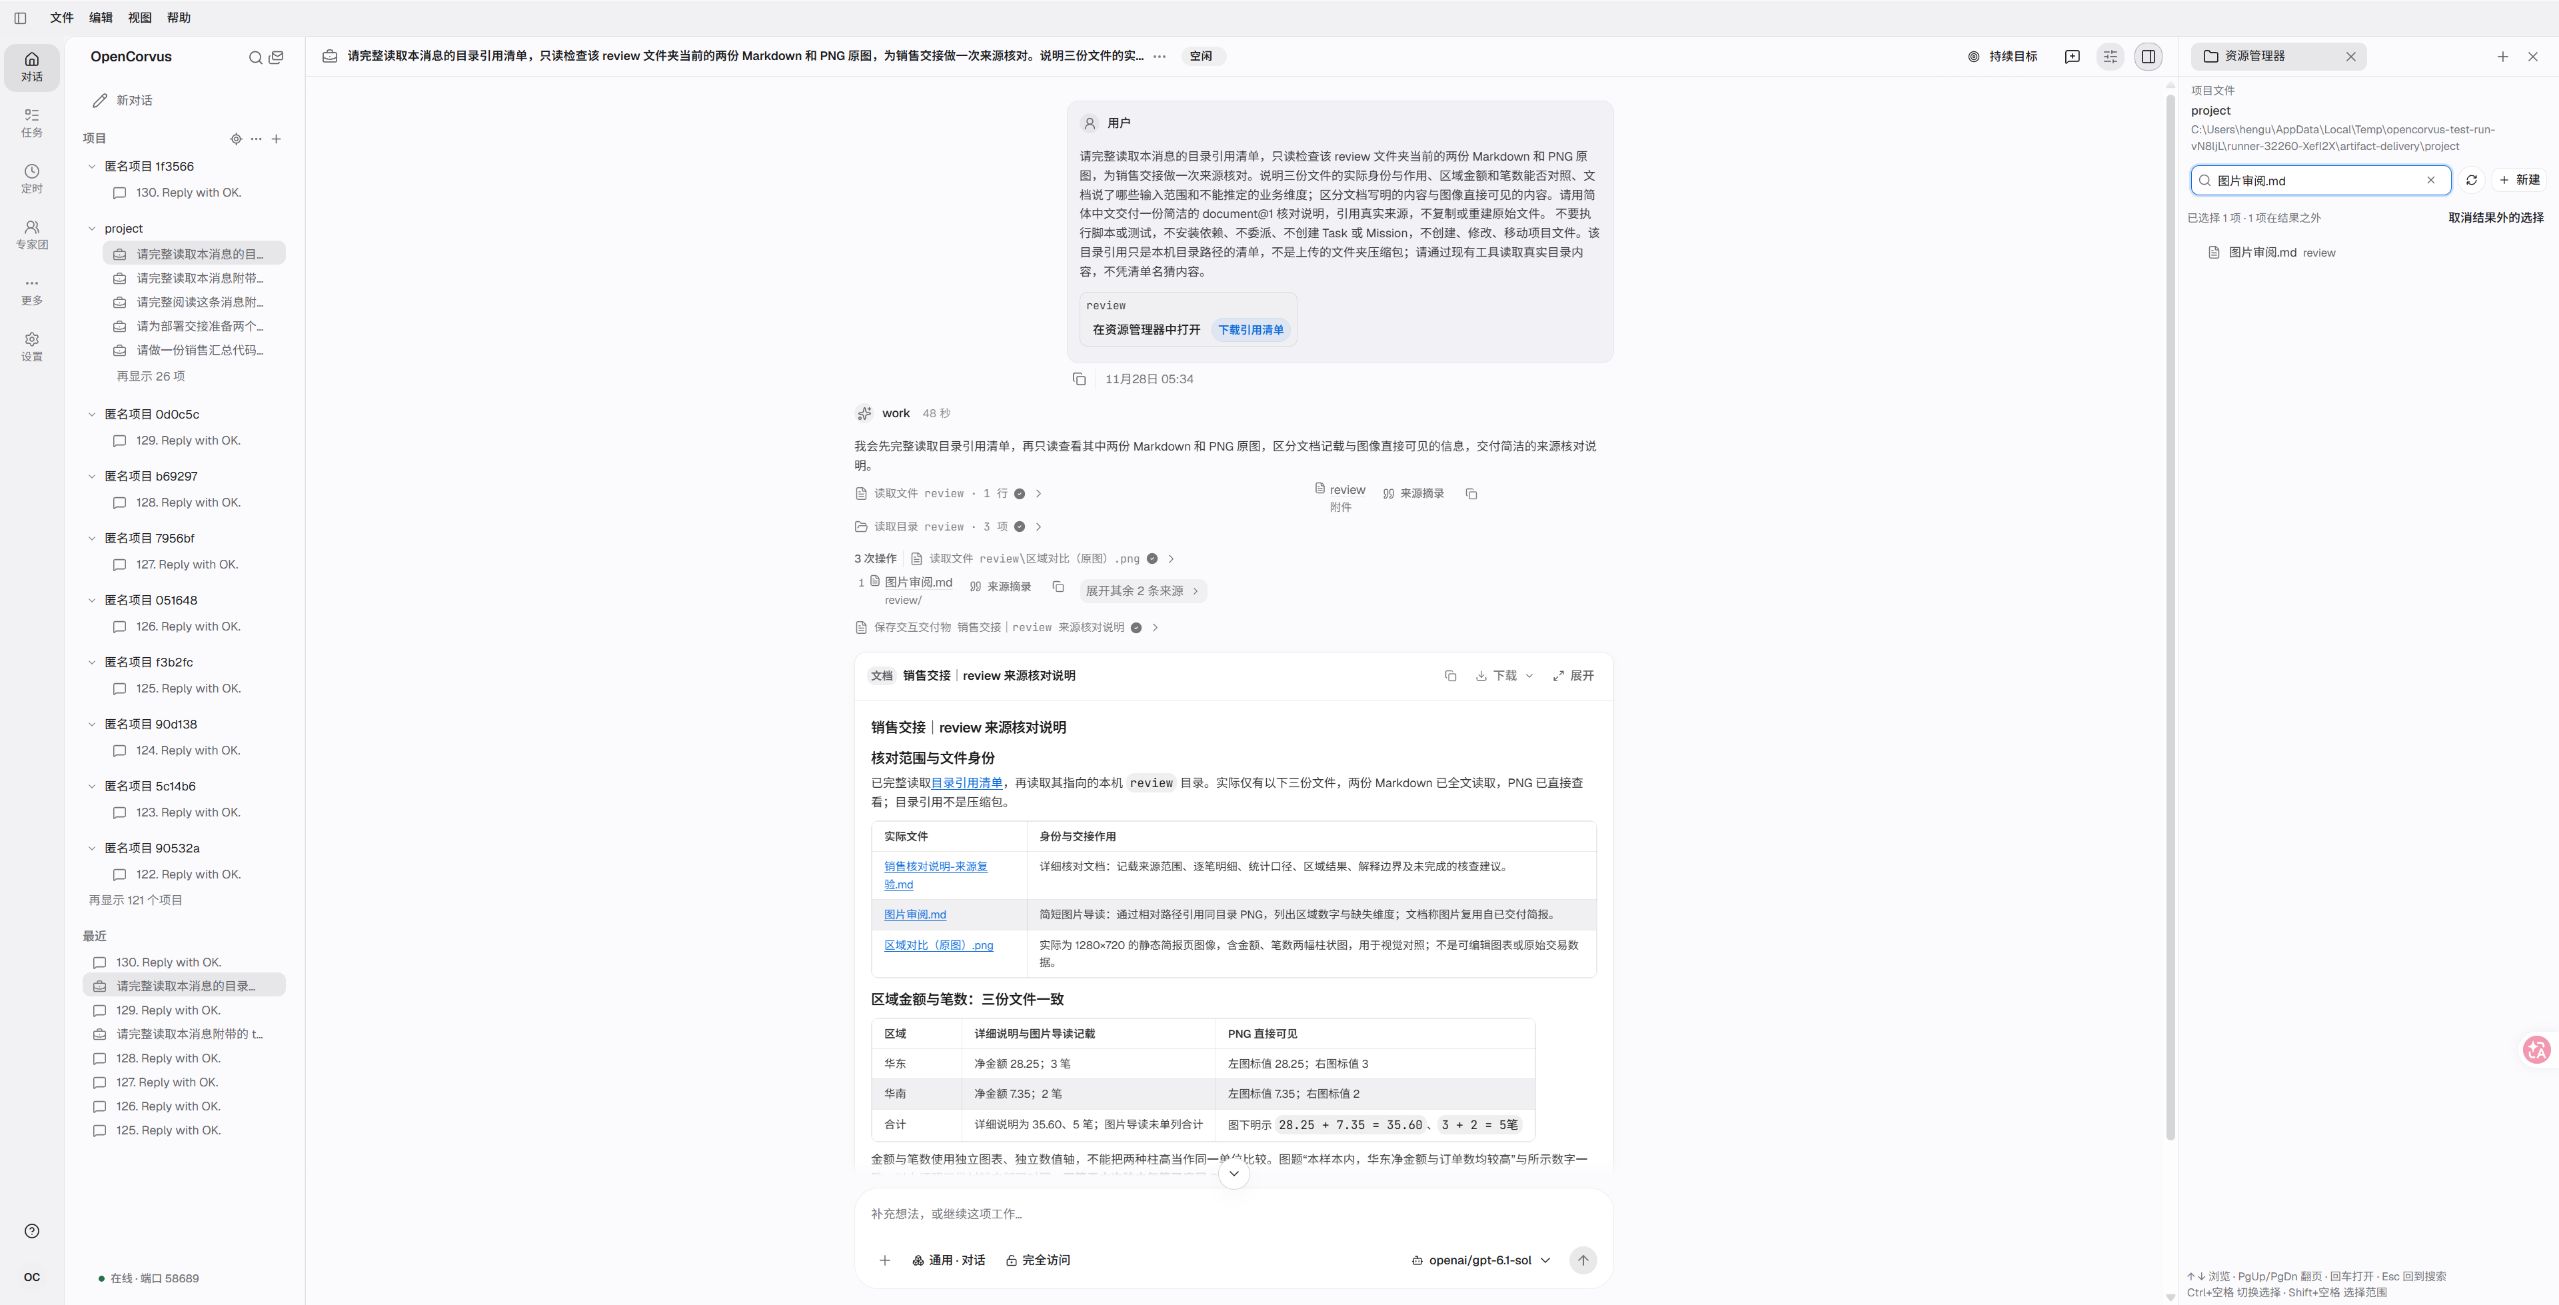 文件 编辑 视图 帮助
对话
任务
定时
专家团
更多
设置
OC
OpenCorvus
新对话
项目
匿名项目 1f3566
130. Reply with OK.
project
请完整读取本消息的目...
请完整读取本消息附带...
请完整阅读这条消息附...
请为部署交接准备两个...
请做一份销售汇总代码...
再显示 26 项
匿名项目 0d0c5c
129. Reply with OK.
匿名项目 b69297
128. Reply with OK.
匿名项目 7956bf
127. Reply with OK.
匿名项目 051648
126. Reply with OK.
匿名项目 f3b2fc
125. Reply with OK.
匿名项目 90d138
124. Reply with OK.
匿名项目 5c14b6
123. Reply with OK.
匿名项目 90532a
122. Reply with OK.
再显示 121 个项目
最近
130. Reply with OK.
请完整读取本消息的目录...
129. Reply with OK.
请完整读取本消息附带的 t...
128. Reply with OK.
127. Reply with OK.
126. Reply with OK.
125. Reply with OK.
在线 · 端口 58689
请完整读取本消息的目录引用清单，只读检查该 review 文件夹当前的两份 Markdown 和 PNG 原图，为销售交接做一次来源核对。说明三份文件的实... 空闲
持续目标
用户
请完整读取本消息的目录引用清单，只读检查该 review 文件夹当前的两份 Markdown 和 PNG 原
图，为销售交接做一次来源核对。说明三份文件的实际身份与作用、区域金额和笔数能否对照、文
档说了哪些输入范围和不能推定的业务维度；区分文档写明的内容与图像直接可见的内容。请用简
体中文交付一份简洁的 document@1 核对说明，引用真实来源，不复制或重建原始文件。 不要执
行脚本或测试，不安装依赖、不委派、不创建 Task 或 Mission，不创建、修改、移动项目文件。该
目录引用只是本机目录路径的清单，不是上传的文件夹压缩包；请通过现有工具读取真实目录内
容，不凭清单名猜内容。
review
在资源管理器中打开 下载引用清单
11月28日 05:34
work 48 秒
我会先完整读取目录引用清单，再只读查看其中两份 Markdown 和 PNG 原图，区分文档记载与图像直接可见的信息，交付简洁的来源核对说
明。
读取文件 review · 1 行
review 来源摘录
附件
读取目录 review · 3 项
3 次操作 读取文件 review\区域对比（原图）.png
1 图片审阅.md 来源摘录 展开其余 2 条来源
review/
保存交互交付物 销售交接｜review 来源核对说明
文档 销售交接｜review 来源核对说明 下载 展开
销售交接｜review 来源核对说明
核对范围与文件身份
已完整读取目录引用清单，再读取其指向的本机 review 目录。实际仅有以下三份文件，两份 Markdown 已全文读取，PNG 已直接查
看；目录引用不是压缩包。
实际文件 身份与交接作用
销售核对说明-来源复
验.md
详细核对文档：记载来源范围、逐笔明细、统计口径、区域结果、解释边界及未完成的核查建议。
图片审阅.md 简短图片导读：通过相对路径引用同目录 PNG，列出区域数字与缺失维度；文档称图片复用自已交付简报。
区域对比（原图）.png 实际为 1280×720 的静态简报页图像，含金额、笔数两幅柱状图，用于视觉对照；不是可编辑图表或原始交易数
据。
区域金额与笔数：三份文件一致
区域 详细说明与图片导读记载 PNG 直接可见
华东 净金额 28.25；3 笔 左图标值 28.25；右图标值 3
华南 净金额 7.35；2 笔 左图标值 7.35；右图标值 2
合计 详细说明为 35.60、5 笔；图片导读未单列合计 图下明示 28.25 + 7.35 = 35.60、3 + 2 = 5笔
金额与笔数使用独立图表、独立数值轴，不能把两种柱高当作同一单位比较。图题“本样本内，华东净金额与订单数均较高”与所示数字一
补充想法，或继续这项工作...
通用 · 对话 完全访问 openai/gpt-6.1-sol
资源管理器
项目文件
project
C:\Users\hengu\AppData\Local\Temp\opencorvus-test-run-
vN8IjL\runner-32260-XefI2X\artifact-delivery\project
图片审阅.md 新建
已选择 1 项 · 1 项在结果之外 取消结果外的选择
图片审阅.md review
↑↓ 浏览 · PgUp/PgDn 翻页 · 回车打开 · Esc 回到搜索
Ctrl+空格 切换选择 · Shift+空格 选择范围